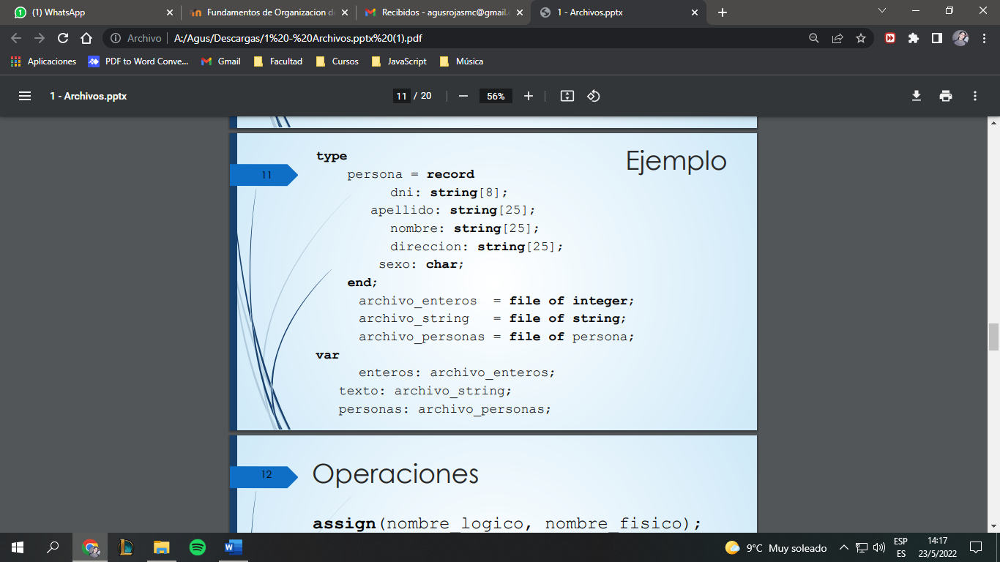 (1) WhatsApp
Fundamentos de Organizacion d
Recibidos - agusrojasmc@gmail.
1 - Archivos.pptx
Archivo
A:/Agus/Descargas/1%20-%20Archivos.pptx%20(1).pdf
Aplicaciones
PDF to Word Conve...
Gmail
Facultad
Cursos
JavaScript
Música
1 - Archivos.pptx
11 / 20
56%
11
Ejemplo
type
persona = record
dni: string[8];
apellido: string[25];
nombre: string[25];
direccion: string[25];
sexo: char;
end;
archivo_enteros = file of integer;
archivo_string = file of string;
archivo_personas = file of persona;
var
enteros: archivo_enteros;
texto: archivo_string;
personas: archivo_personas;
12
Operaciones
assign(nombre_logico, nombre_fisico);
9°C Muy soleado
ESP
ES
14:17
23/5/2022